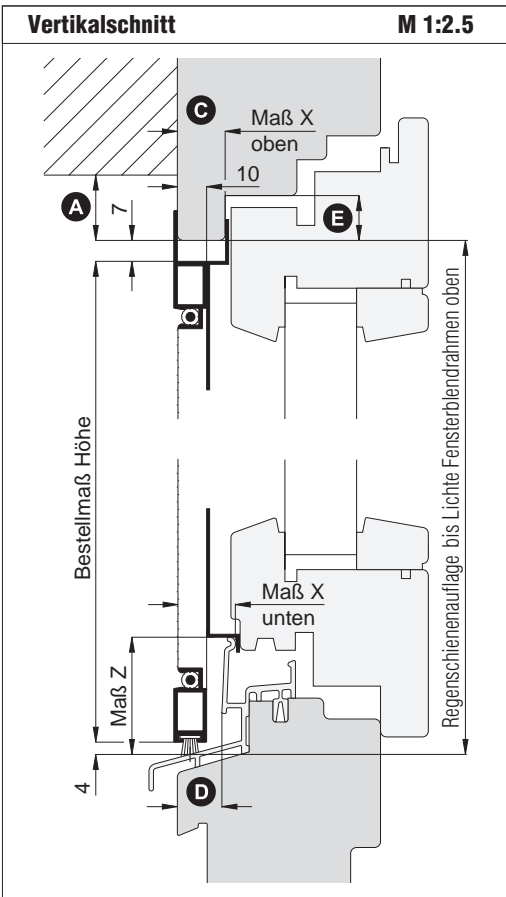 Vertikalschnitt M 1:2.5
C
Maß X
oben
10
A
7
E
Bestellmaß Höhe
Regenschienenauflage bis Lichte Fensterblendrahmen oben
Maß X
unten
Maß Z
4
D